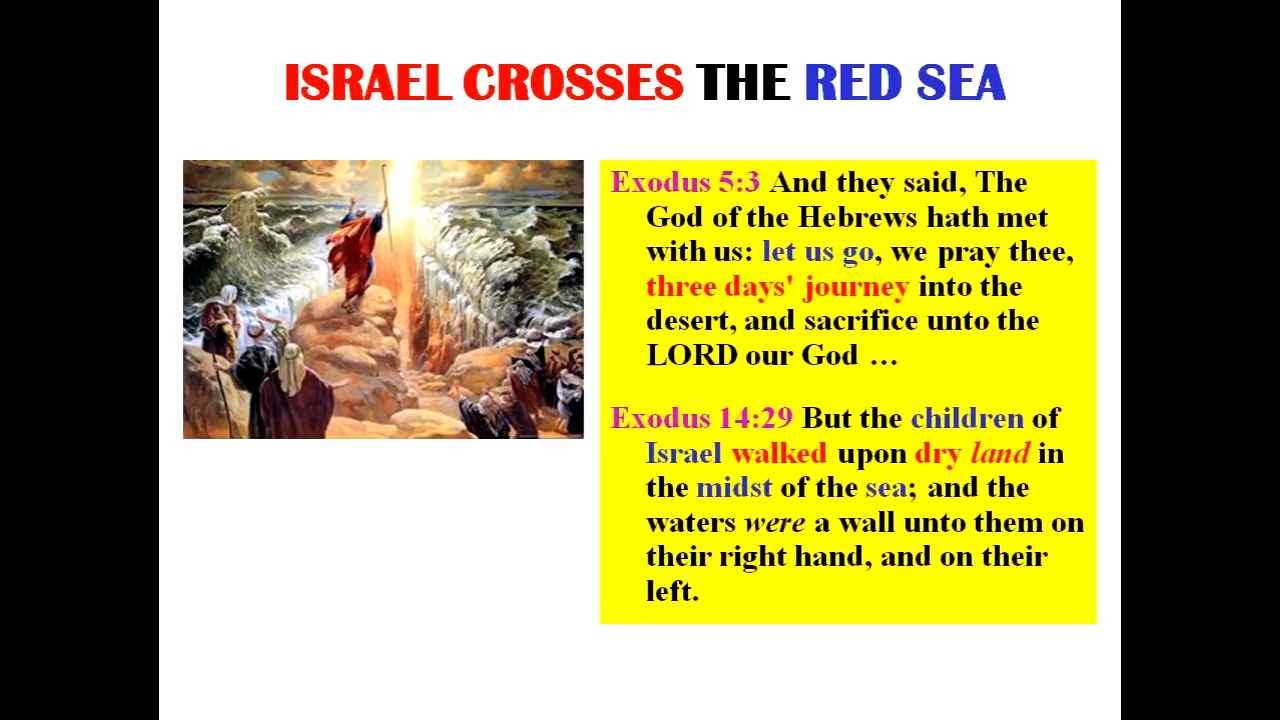 ISRAEL CROSSES THE RED SEA
Exodus 5:3 And they said, The
God of the Hebrews hath met
with us: let us go, we pray thee,
three days' journey into the
desert, and sacrifice unto the
LORD our God …
Exodus 14:29 But the children of
Israel walked upon dry land in
the midst of the sea; and the
waters were a wall unto them on
their right hand, and on their
left.